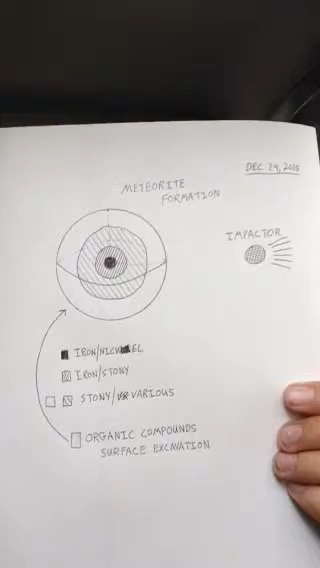 DEC 24, 2015
METEORITE
FORMATION
IMPACTOR
IRON/NICKEL
IRON/STONY
STONY/VARIOUS
ORGANIC COMPOUNDS
SURFACE EXCAVATION